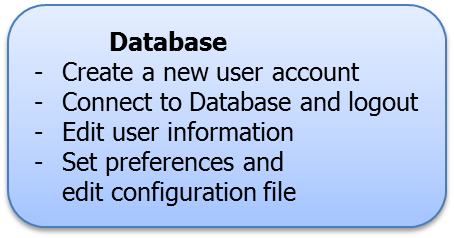 Database
- Create a new user account
- Connect to Database and logout
- Edit user information
- Set preferences and
edit configuration file